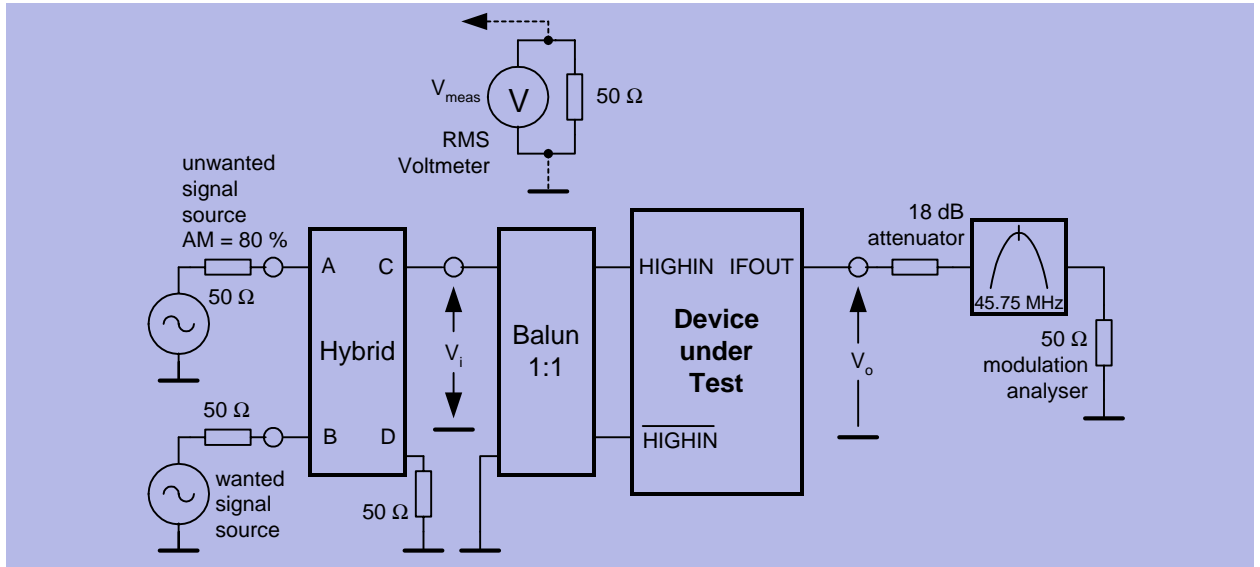 V meas
V
50 Ω
RMS
Voltmeter
unwanted
signal
source
AM = 80 %
50 Ω
A
C
Hybrid
V i
Balun
1:1
HIGHIN
IFOUT
Device
under
Test
HIGHIN
18 dB
attenuator
45.75 MHz
V o
50 Ω
modulation
analyser
50 Ω
B
D
wanted
signal
source
50 Ω